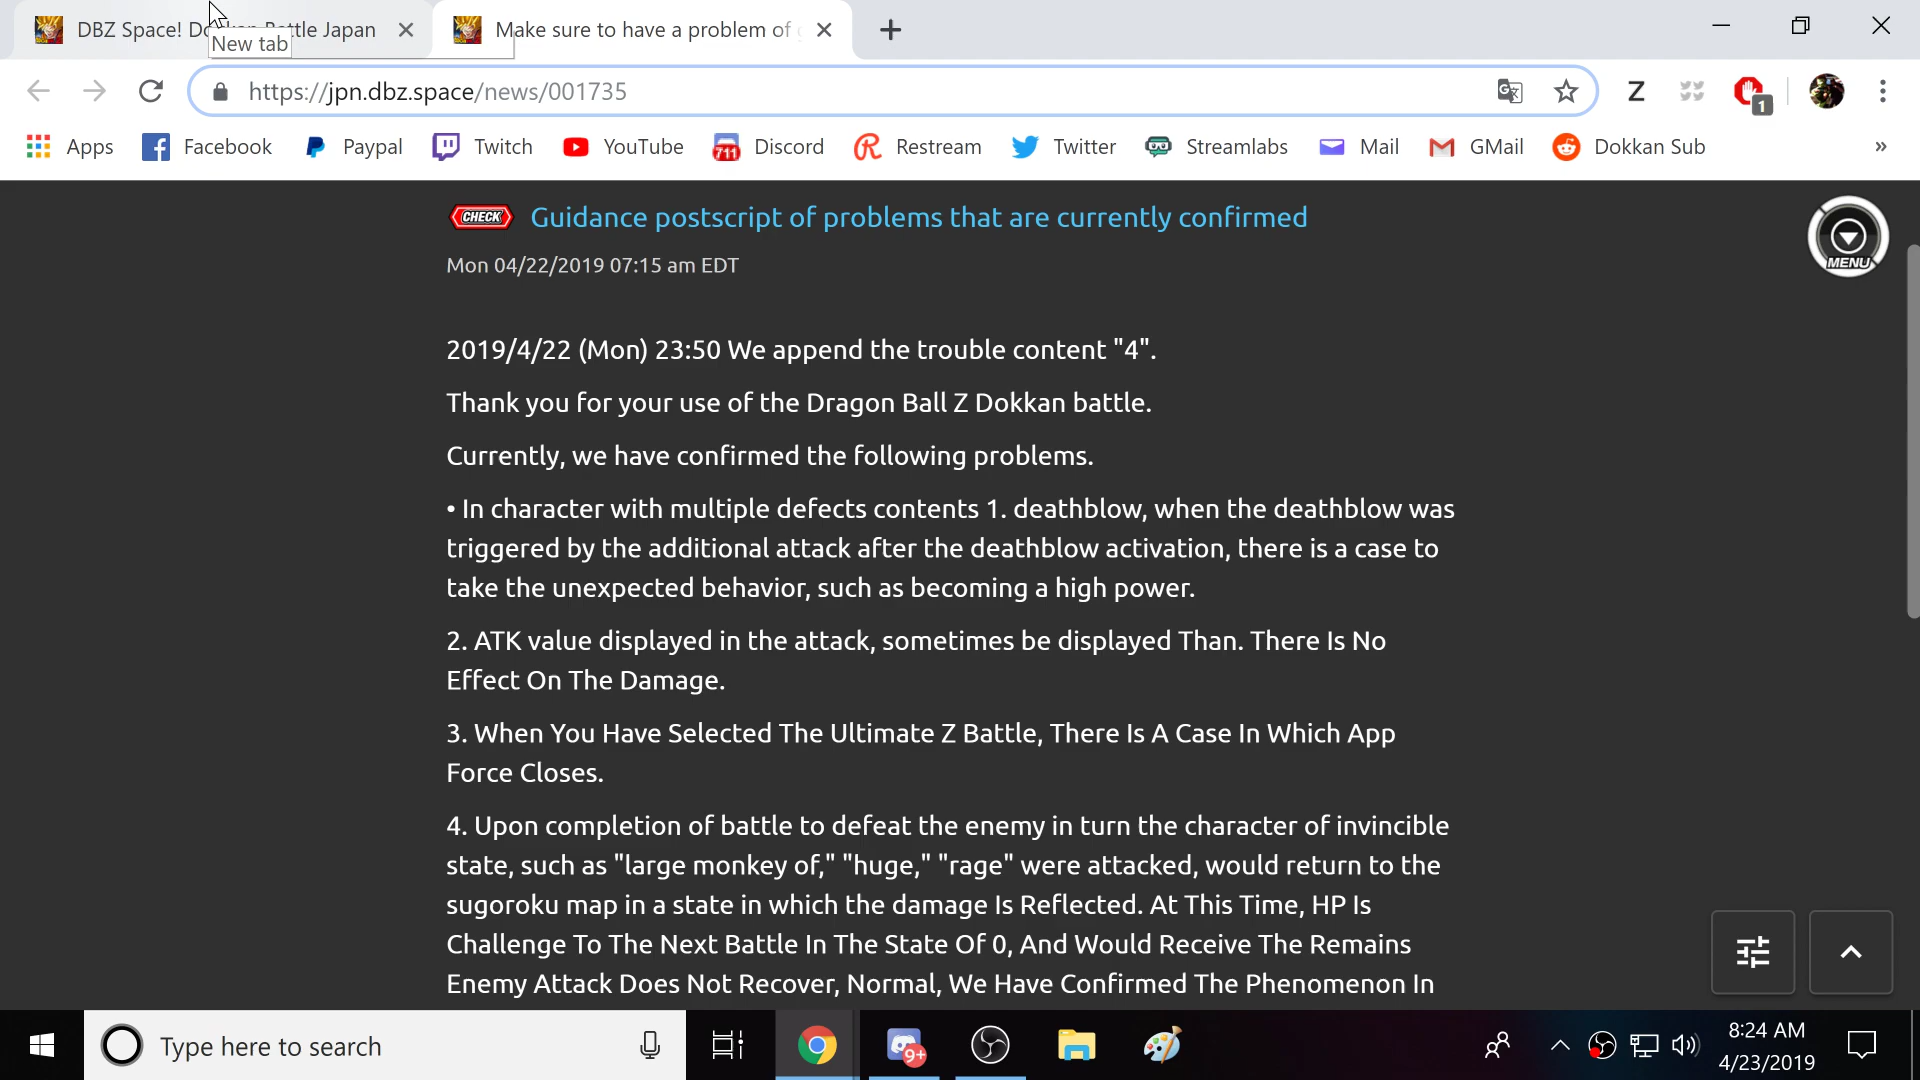 DBZ Space! Do Battle Japan
Make sure to have a problem of
New tab
https://jpn.dbz.space/news/001735
Z
1
Apps
Facebook
Paypal
Twitch
YouTube
711
Discord
Restream
Twitter
Streamlabs
Mail
GMail
Dokkan Sub
»
CHECK Guidance postscript of problems that are currently confirmed
MENU
Mon 04/22/2019 07:15 am EDT
2019/4/22 (Mon) 23:50 We append the trouble content "4".
Thank you for your use of the Dragon Ball Z Dokkan battle.
Currently, we have confirmed the following problems.
• In character with multiple defects contents 1. deathblow, when the deathblow was
triggered by the additional attack after the deathblow activation, there is a case to
take the unexpected behavior, such as becoming a high power.
2. ATK value displayed in the attack, sometimes be displayed Than. There Is No
Effect On The Damage.
3. When You Have Selected The Ultimate Z Battle, There Is A Case In Which App
Force Closes.
4. Upon completion of battle to defeat the enemy in turn the character of invincible
state, such as "large monkey of," "huge," "rage" were attacked, would return to the
sugoroku map in a state in which the damage Is Reflected. At This Time, HP Is
Challenge To The Next Battle In The State Of 0, And Would Receive The Remains
Enemy Attack Does Not Recover, Normal, We Have Confirmed The Phenomenon In
Type here to search
9+
8:24 AM
4/23/2019